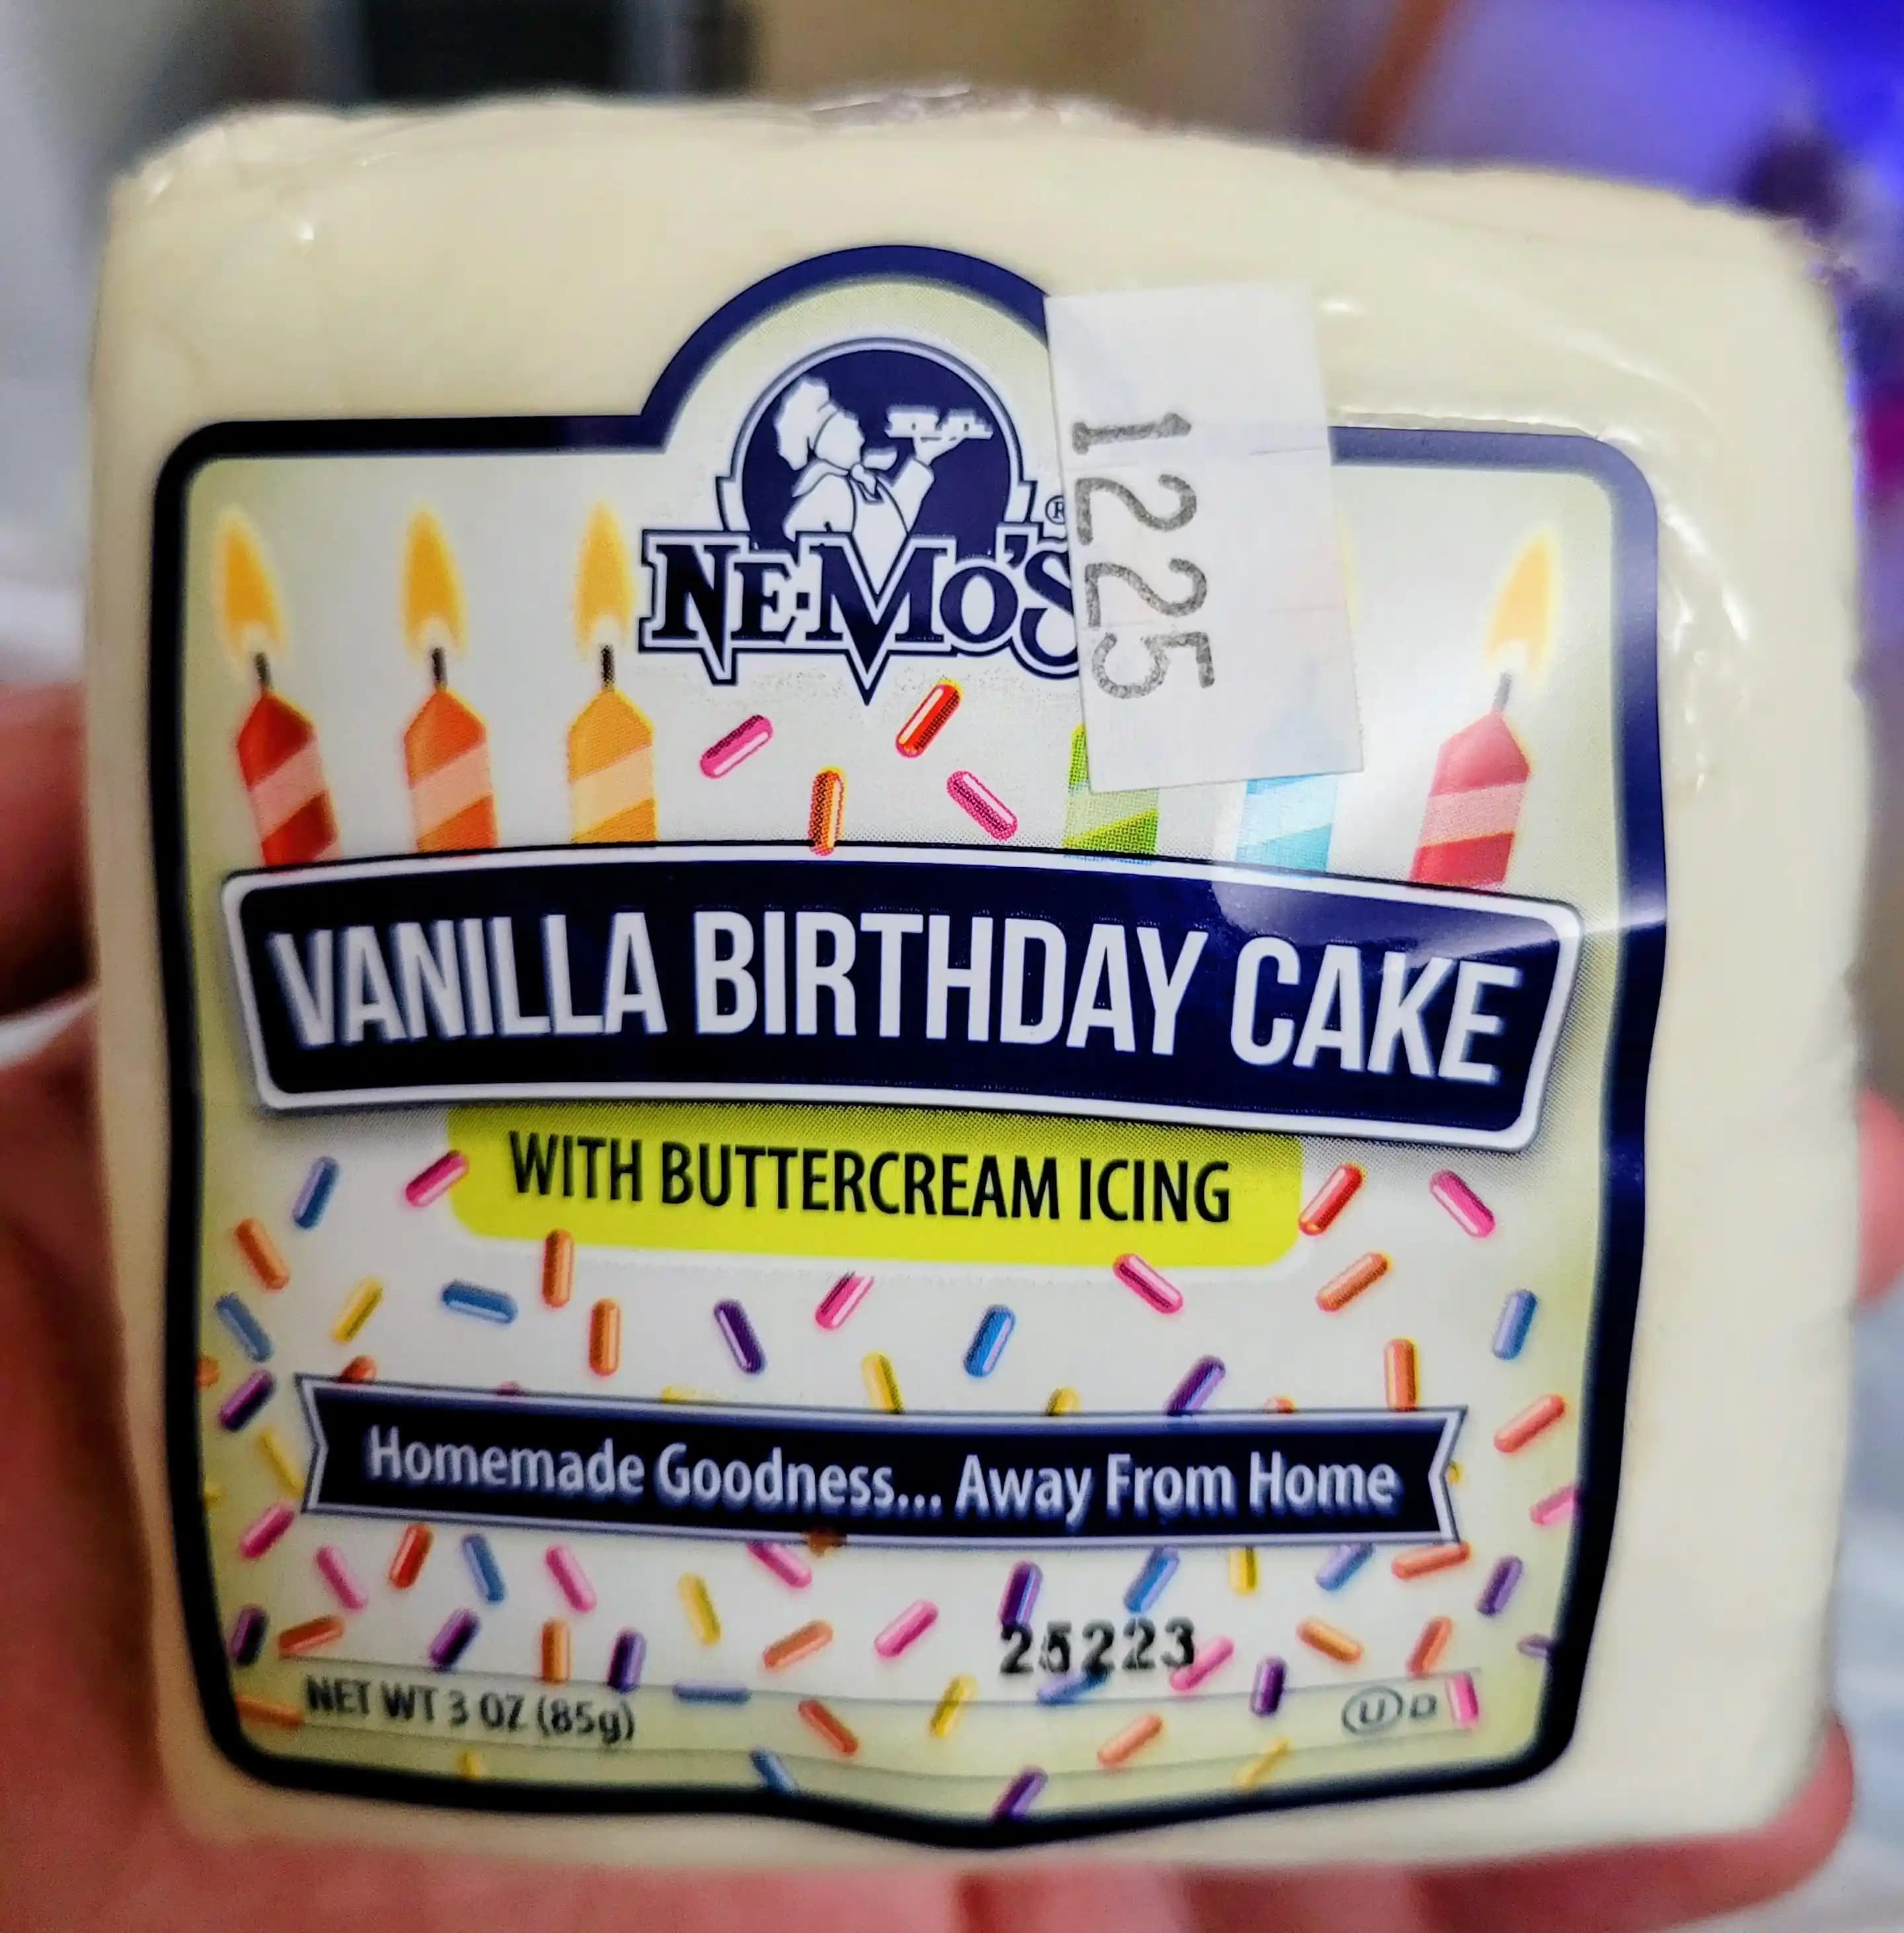 NE·MO'S
®
1225
VANILLA BIRTHDAY CAKE
WITH BUTTERCREAM ICING
Homemade Goodness... Away From Home
25223
NET WT 3 OZ (85g)
U D